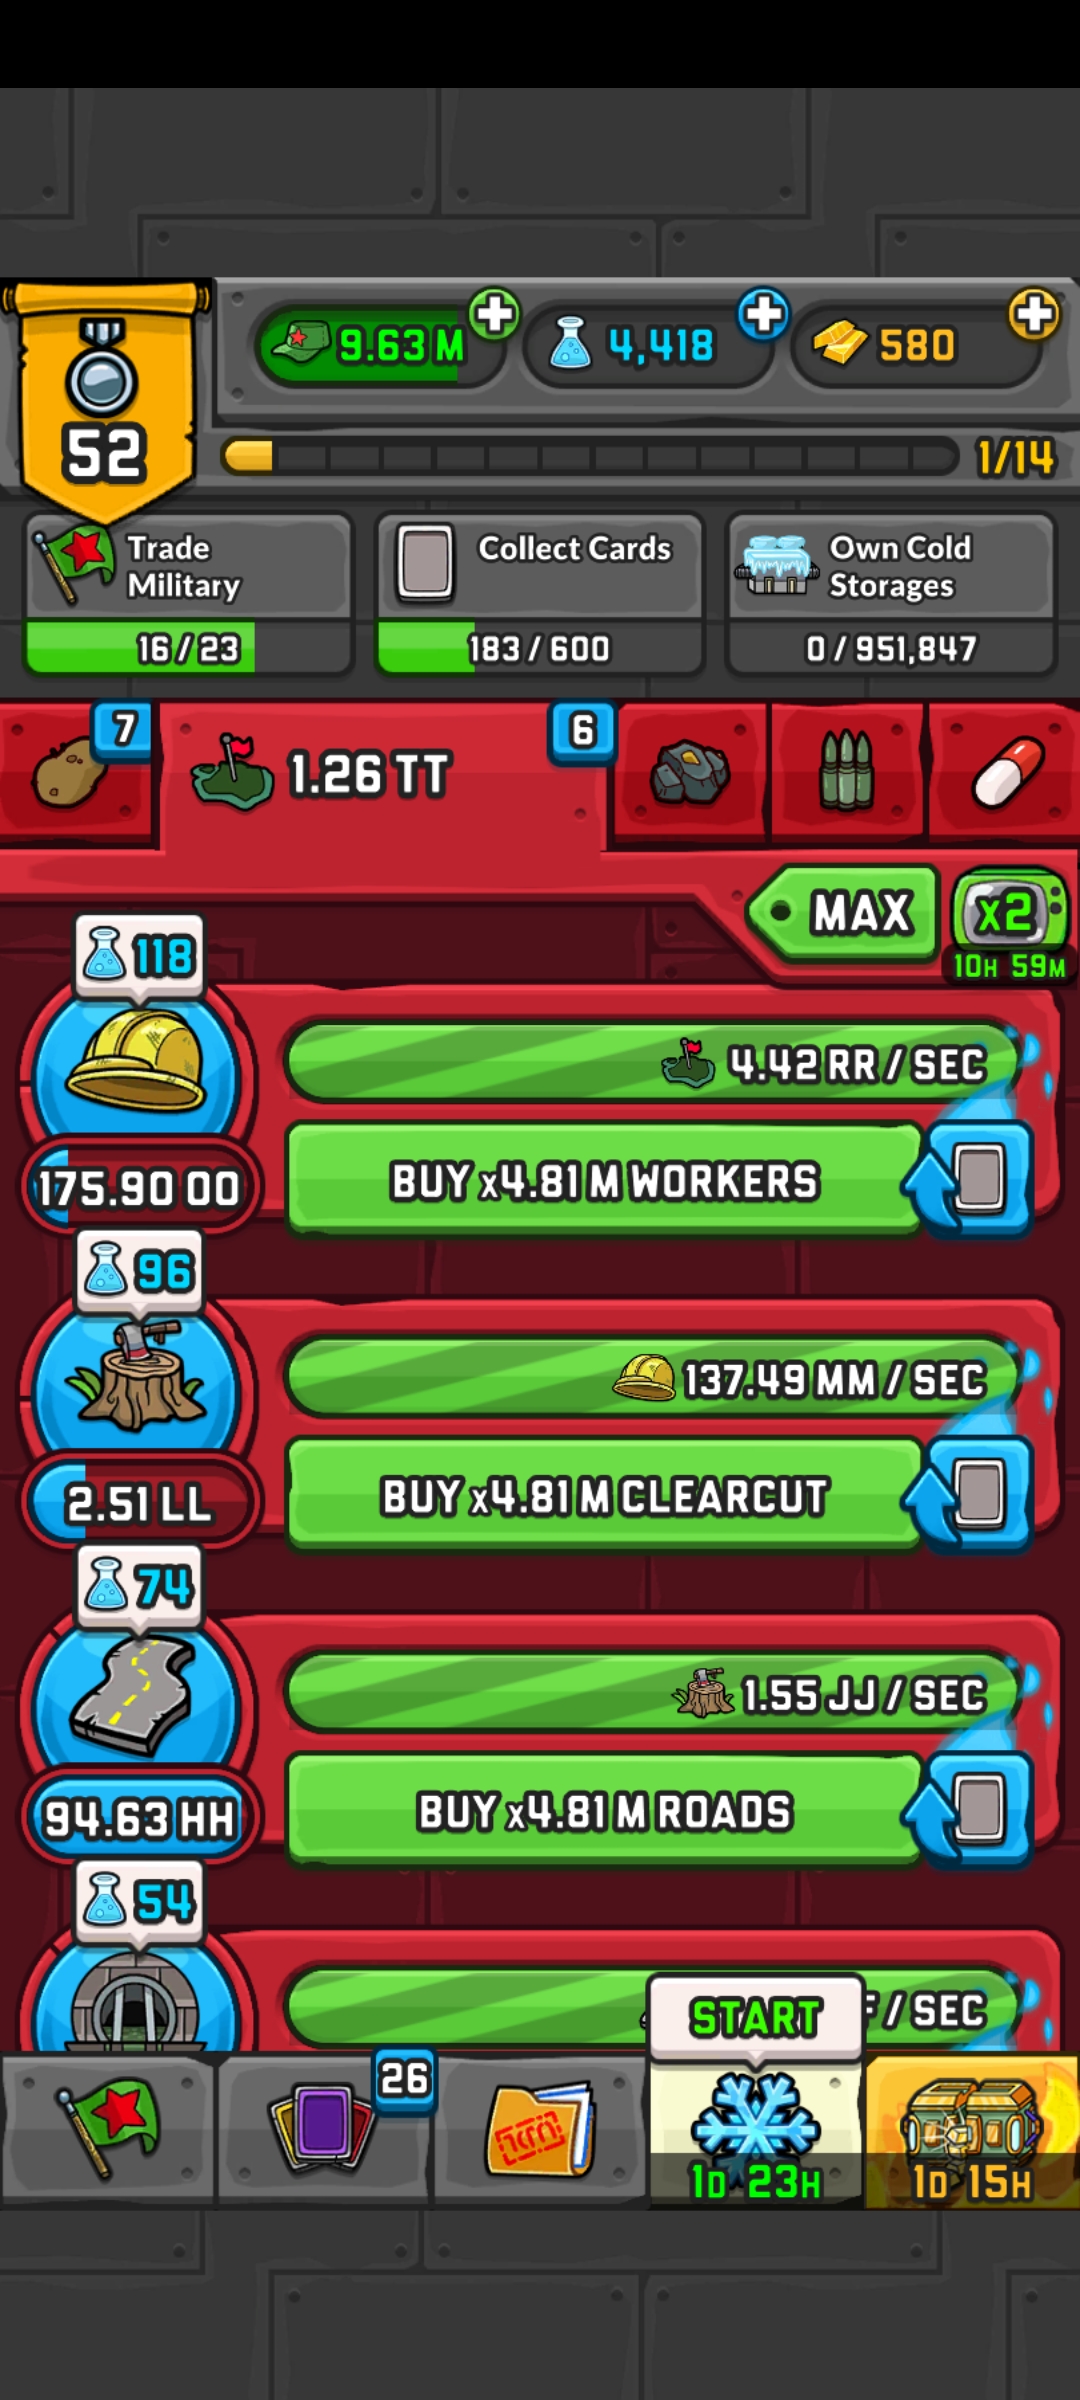 9.63 M
4,418
580
52
1/14
Trade
Military
16/23
Collect Cards
183/600
Own Cold
Storages
0/951,847
7
1.26 TT
6
MAX
x2
10H 59M
118
4.42 RR / SEC
175.90 OO
BUY x4.81 M WORKERS
96
137.49 MM / SEC
2.51 LL
BUY x4.81 M CLEARCUT
74
1.55 JJ / SEC
94.63 HH
BUY x4.81 M ROADS
54
/ SEC
START
26
1D 23H
1D 15H